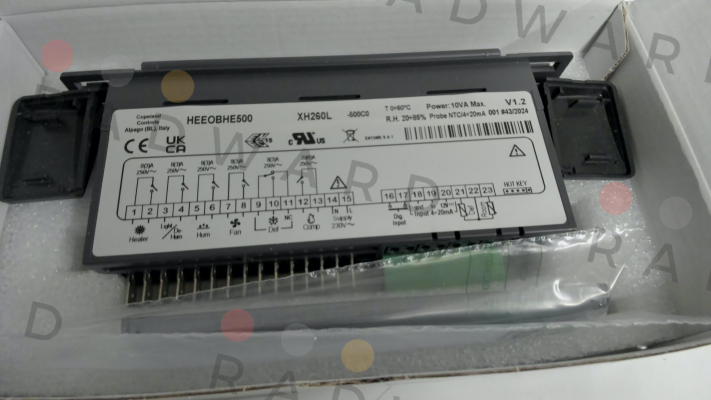 Copeland
Controls
Alpago (BL), Italy
HEEOBHE500
XH260L
-500C0
T 0÷60°C
Power: 10VA Max.
V1.2
R.H. 20÷85%
Probe NTC/4÷20mA
001 #43/2024
CE
UK
CA
8(3)A
250V~
8(3)A
250V~
8(3)A
250V~
8(3)A
250V~
250V~
250V~
1 2 3 4 5 6 7 8 9 10 11 12 13 14 15
16 17 18 19 20 21 22 23
HOT KEY
NC
N L
Heater
Light/
Hum
Hum
Fan
Def
Comp
Supply
230V~
Dig.
Input
Input 4÷20mA
RADWARD